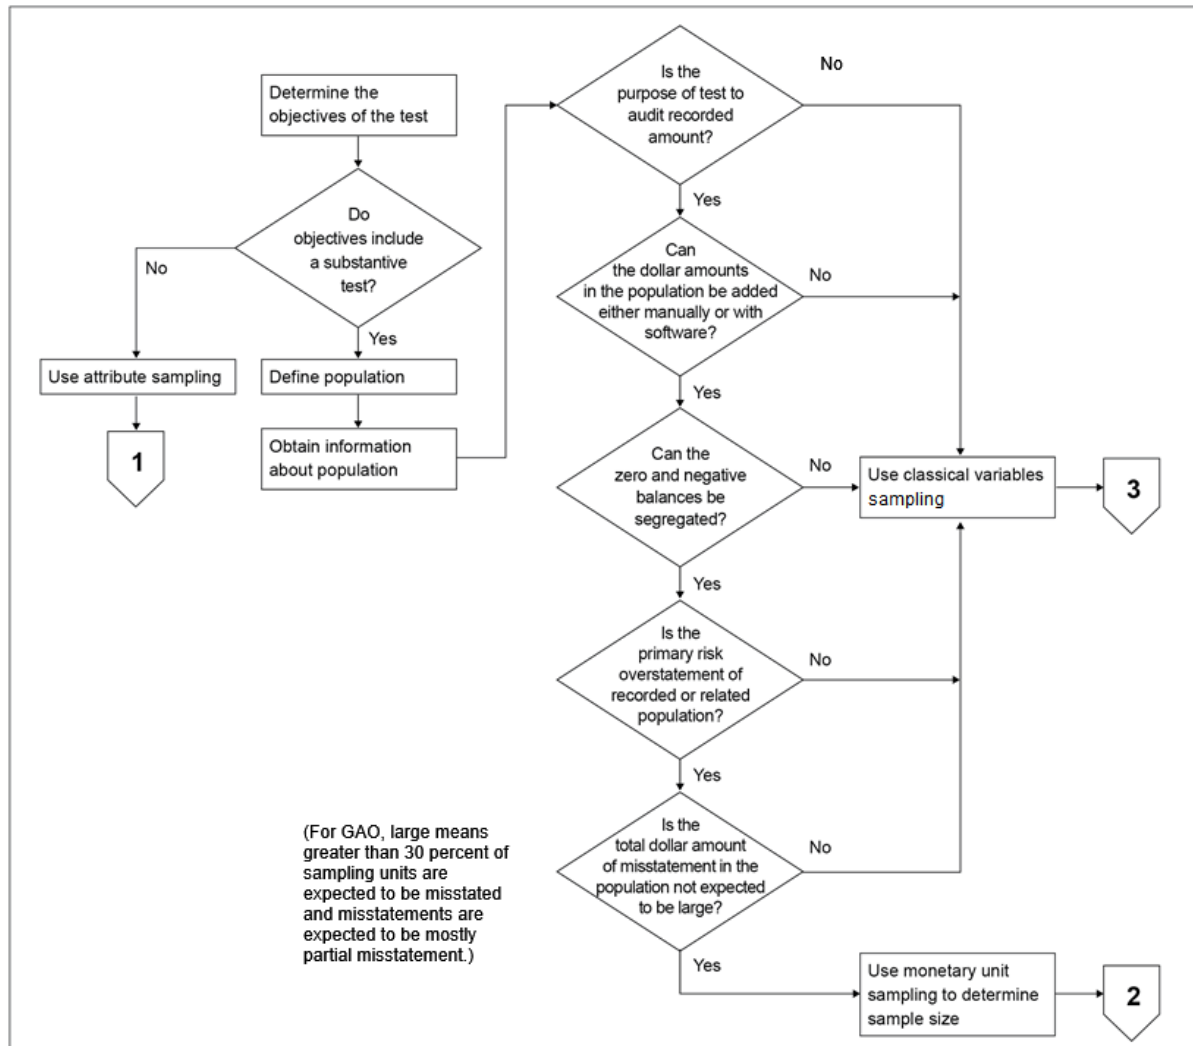 Determine the
objectives of the test
Do
objectives include
a substantive
test?
No
Yes
Use attribute sampling
1
Define population
Obtain information
about population
Is the
purpose of test to
audit recorded
amount?
No
Yes
Can
the dollar amounts
in the population be added
either manually or with
software?
No
Yes
Can the
zero and negative
balances be
segregated?
No
Use classical variables
sampling
3
Yes
Is the
primary risk
overstatement of
recorded or related
population?
No
Yes
Is the
total dollar amount
of misstatement in the
population not expected
to be large?
No
(For GAO, large means
greater than 30 percent of
sampling units are
expected to be misstated
and misstatements are
expected to be mostly
partial misstatement.)
Yes
Use monetary unit
sampling to determine
sample size
2